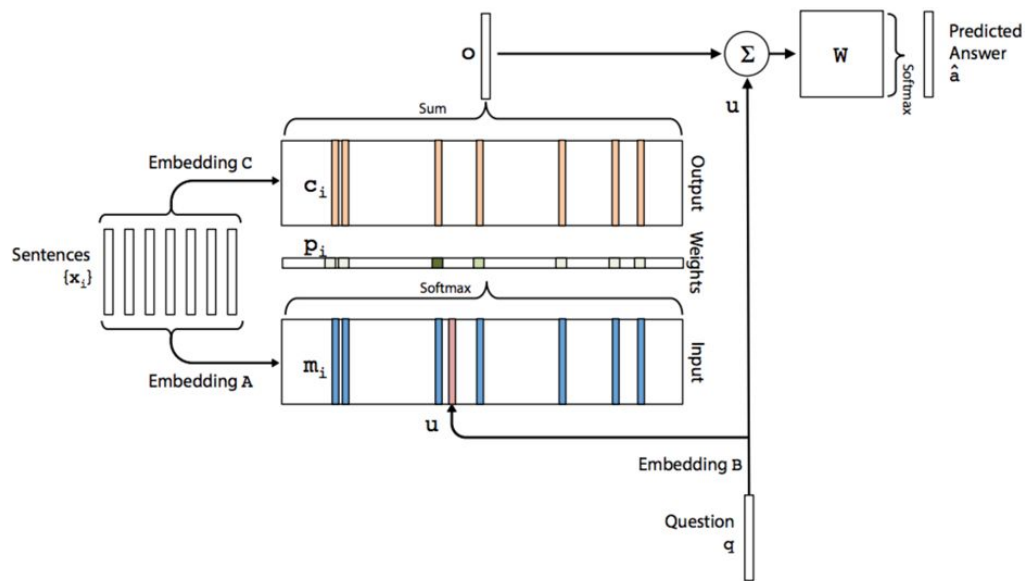 o
Σ
W
Softmax
Predicted
Answer
â
u
Sum
Embedding C
c_i
Output
Sentences
{x_i}
p_i
Weights
Softmax
m_i
Input
Embedding A
u
Embedding B
Question
q